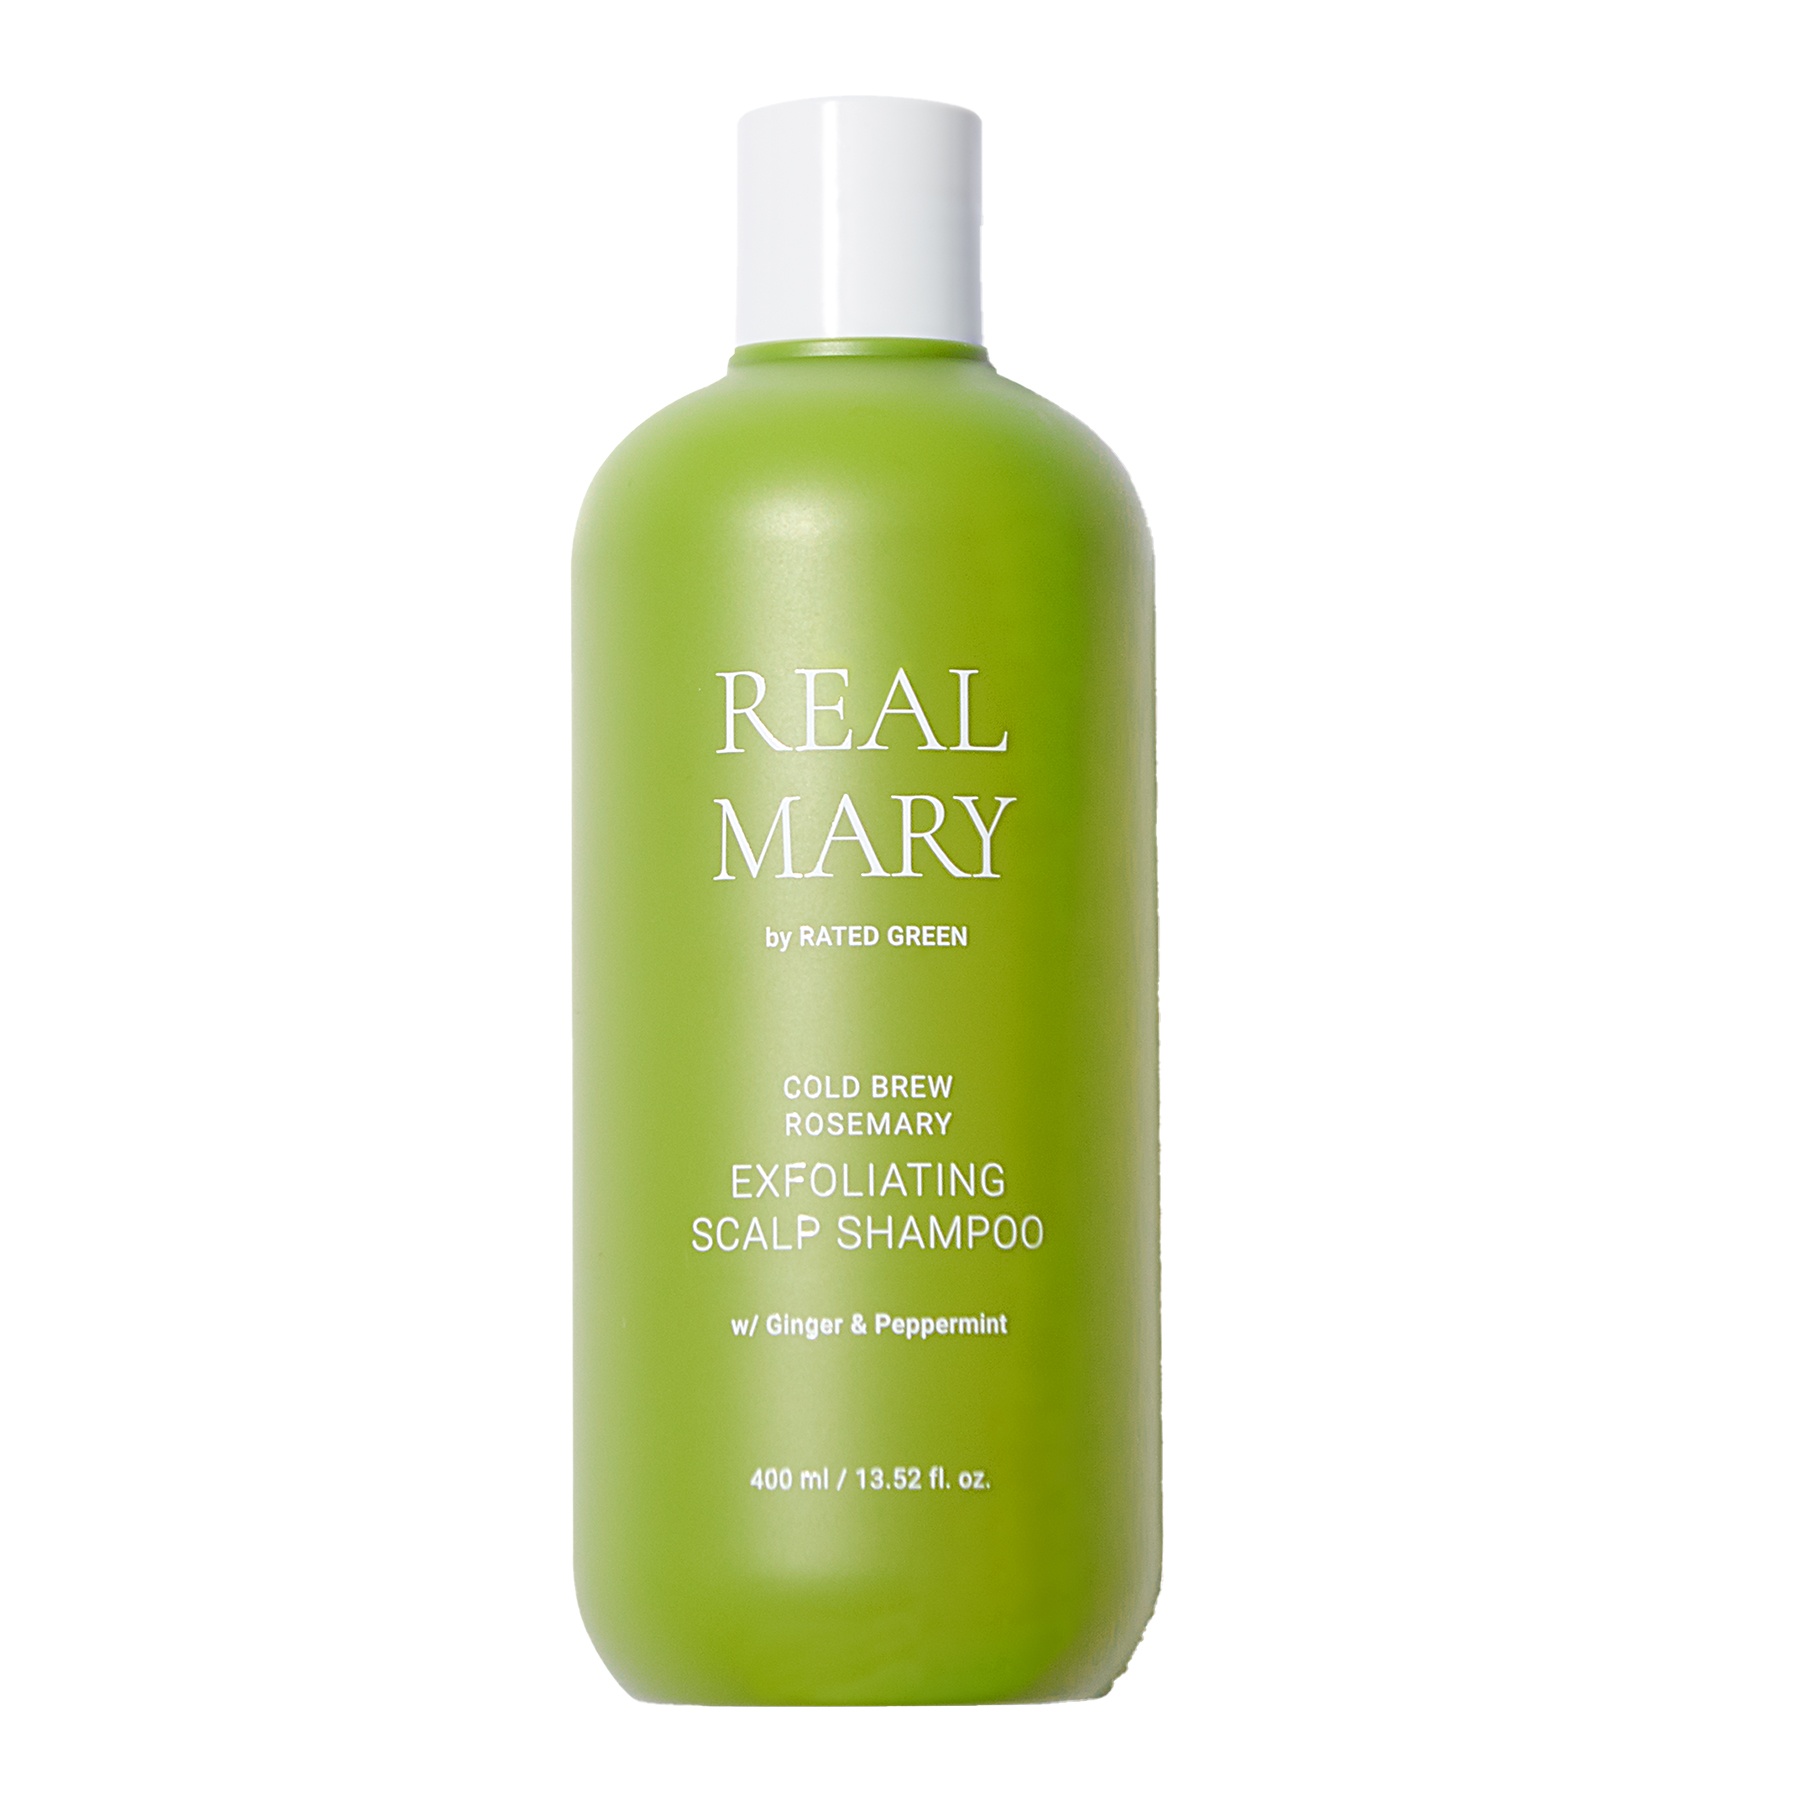 REAL
MARY
by RATED GREEN
COLD BREW
ROSEMARY
EXFOLIATING
SCALP SHAMPOO
w/ Ginger & Peppermint
400 ml / 13.52 fl. oz.